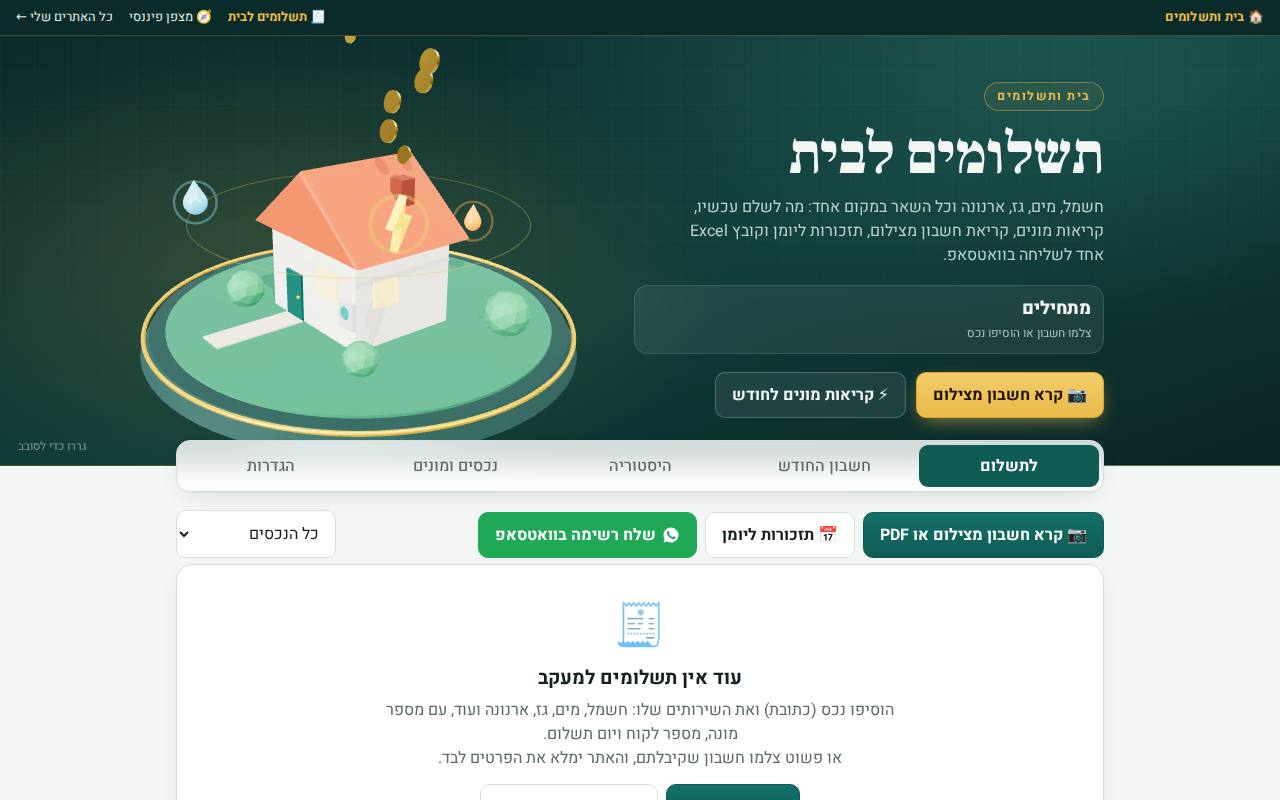 🏠 בית ותשלומים
🧾 תשלומים לבית
🧭 מצפן פיננסי
כל האתרים שלי ←
בית ותשלומים
תשלומים לבית
חשמל, מים, גז, ארנונה וכל השאר במקום אחד: מה לשלם עכשיו,
קריאות מונים, קריאת חשבון מצילום, תזכורות ליומן וקובץ Excel
אחד לשליחה בוואטסאפ.
מתחילים
צלמו חשבון או הוסיפו נכס
📷 קרא חשבון מצילום
⚡ קריאות מונים לחודש
גררו כדי לסובב
לתשלום
חשבון החודש
היסטוריה
נכסים ומונים
הגדרות
📷 קרא חשבון מצילום או PDF
📅 תזכורות ליומן
שלח רשימה בוואטסאפ
כל הנכסים
עוד אין תשלומים למעקב
הוסיפו נכס (כתובת) ואת השירותים שלו: חשמל, מים, גז, ארנונה ועוד, עם מספר
מונה, מספר לקוח ויום תשלום.
או פשוט צלמו חשבון שקיבלתם, והאתר ימלא את הפרטים לבד.